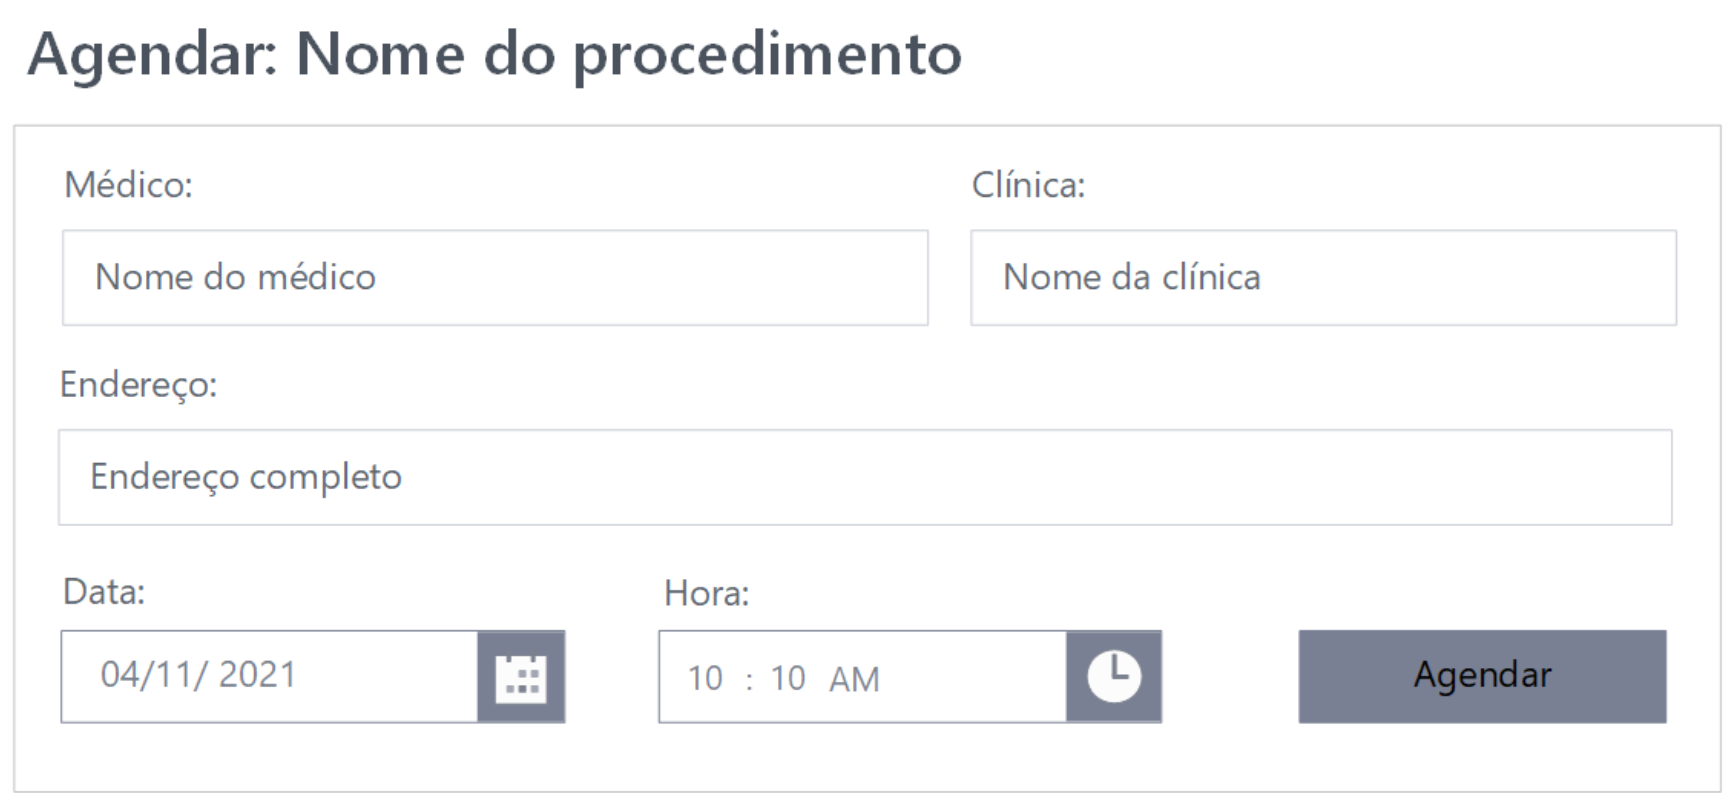 Agendar: Nome do procedimento
Médico:
Clínica:
Nome do médico
Nome da clínica
Endereço:
Endereço completo
Data:
Hora:
04/11/ 2021
10 : 10 AM
Agendar